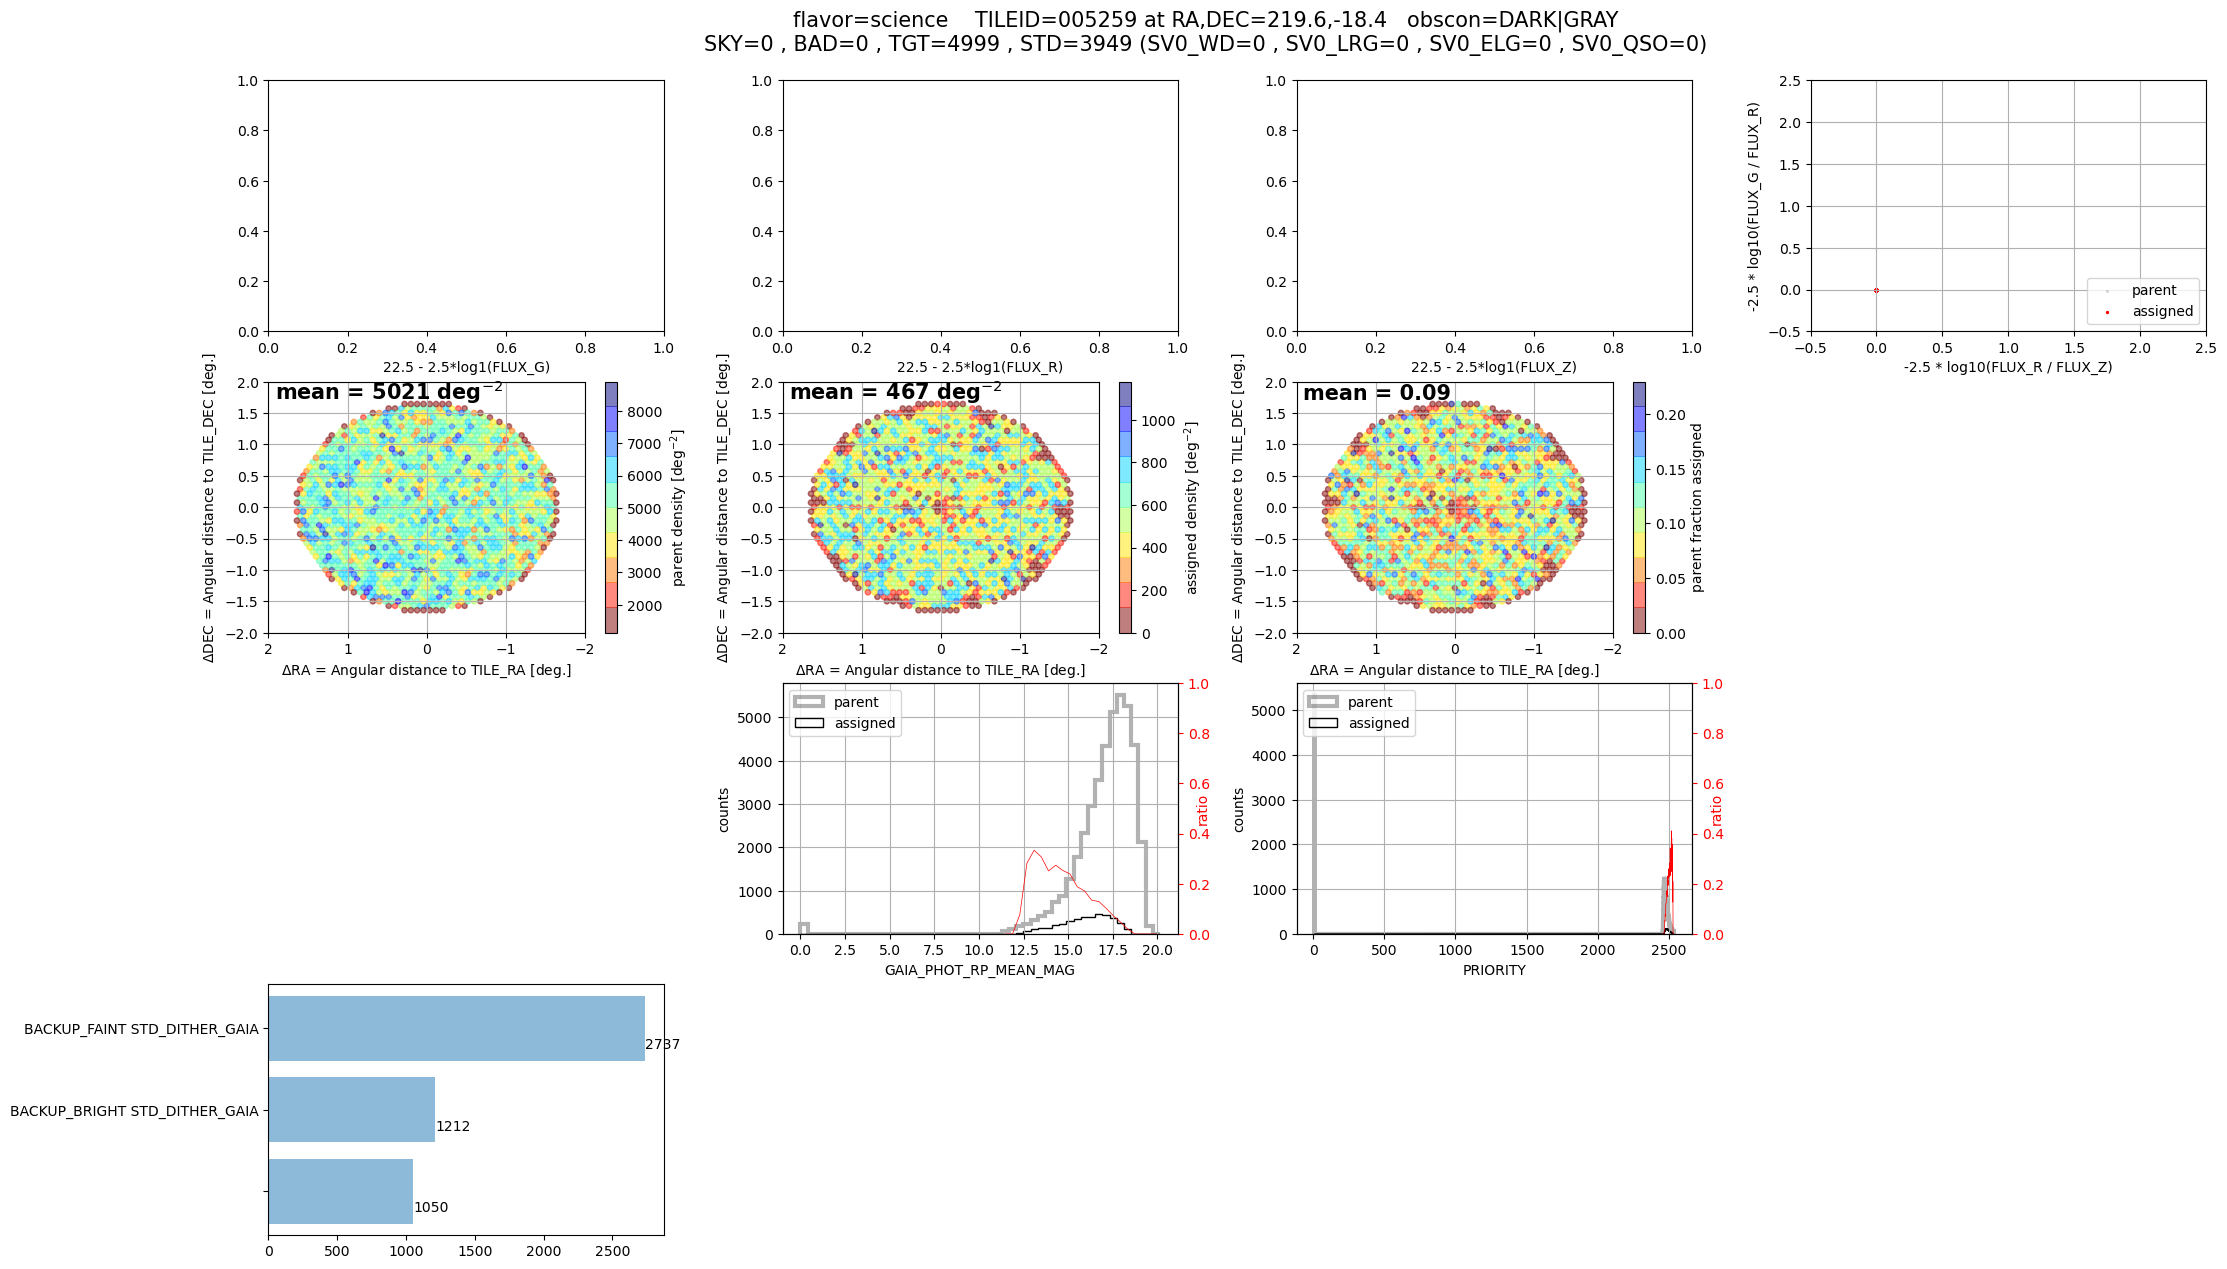 flavor=science    TILEID=005259 at RA,DEC=219.6,-18.4   obscon=DARK|GRAY
SKY=0 , BAD=0 , TGT=4999 , STD=3949 (SV0_WD=0 , SV0_LRG=0 , SV0_ELG=0 , SV0_QSO=0)
1.0
0.8
0.6
0.4
0.2
0.0
0.0 0.2 0.4 0.6 0.8 1.0
22.5 - 2.5*log1(FLUX_G)
1.0
0.8
0.6
0.4
0.2
0.0
0.0 0.2 0.4 0.6 0.8 1.0
22.5 - 2.5*log1(FLUX_R)
1.0
0.8
0.6
0.4
0.2
0.0
0.0 0.2 0.4 0.6 0.8 1.0
22.5 - 2.5*log1(FLUX_Z)
-2.5 * log10(FLUX_G / FLUX_R)
2.5
2.0
1.5
1.0
0.5
0.0
−0.5
parent
assigned
−0.5 0.0 0.5 1.0 1.5 2.0 2.5
-2.5 * log10(FLUX_R / FLUX_Z)
ΔDEC = Angular distance to TILE_DEC [deg.]
mean = 5021 deg⁻²
2.0
1.5
1.0
0.5
0.0
−0.5
−1.0
−1.5
−2.0
2 1 0 −1 −2
ΔRA = Angular distance to TILE_RA [deg.]
8000
7000
6000
5000
4000
3000
2000
parent density [deg⁻²]
ΔDEC = Angular distance to TILE_DEC [deg.]
mean = 467 deg⁻²
2.0
1.5
1.0
0.5
0.0
−0.5
−1.0
−1.5
−2.0
2 1 0 −1 −2
ΔRA = Angular distance to TILE_RA [deg.]
1000
800
600
400
200
0
assigned density [deg⁻²]
ΔDEC = Angular distance to TILE_DEC [deg.]
mean = 0.09
2.0
1.5
1.0
0.5
0.0
−0.5
−1.0
−1.5
−2.0
2 1 0 −1 −2
ΔRA = Angular distance to TILE_RA [deg.]
0.20
0.15
0.10
0.05
0.00
parent fraction assigned
counts
5000
4000
3000
2000
1000
0
parent
assigned
0.0 2.5 5.0 7.5 10.0 12.5 15.0 17.5 20.0
GAIA_PHOT_RP_MEAN_MAG
1.0
0.8
0.6
0.4
0.2
0.0
ratio
counts
5000
4000
3000
2000
1000
0
parent
assigned
0 500 1000 1500 2000 2500
PRIORITY
1.0
0.8
0.6
0.4
0.2
0.0
ratio
BACKUP_FAINT STD_DITHER_GAIA
2737
BACKUP_BRIGHT STD_DITHER_GAIA
1212
1050
0 500 1000 1500 2000 2500